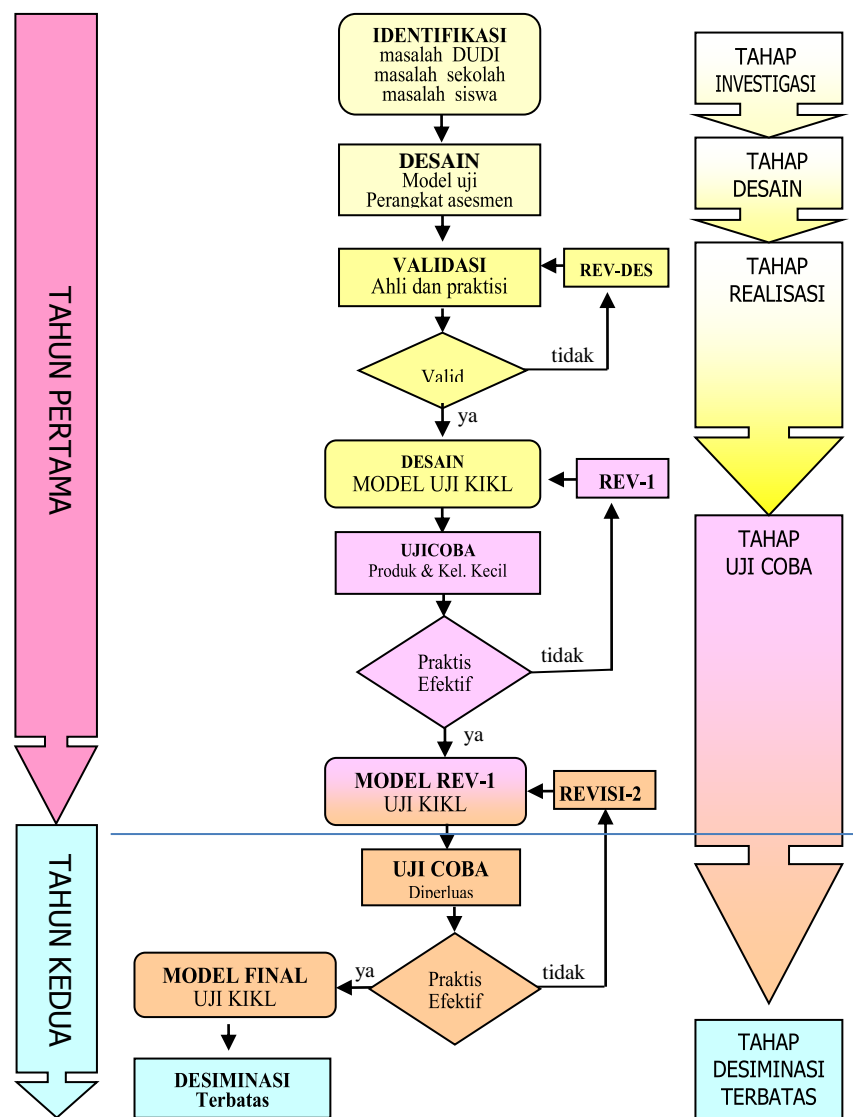 IDENTIFIKASI
masalah DUDI
masalah sekolah
masalah siswa
TAHAP
INVESTIGASI
DESAIN
Model uji
Perangkat asesmen
TAHAP
DESAIN
VALIDASI
Ahli dan praktisi
REV-DES
TAHAP
REALISASI
TAHUN PERTAMA
Valid
tidak
ya
DESAIN
MODEL UJI KIKL
REV-1
UJICOBA
Produk & Kel. Kecil
TAHAP
UJI COBA
Praktis
Efektif
tidak
ya
MODEL REV-1
UJI KIKL
REVISI-2
TAHUN KEDUA
UJI COBA
Diperluas
Praktis
Efektif
ya
tidak
MODEL FINAL
UJI KIKL
DESIMINASI
Terbatas
TAHAP
DESIMINASI
TERBATAS